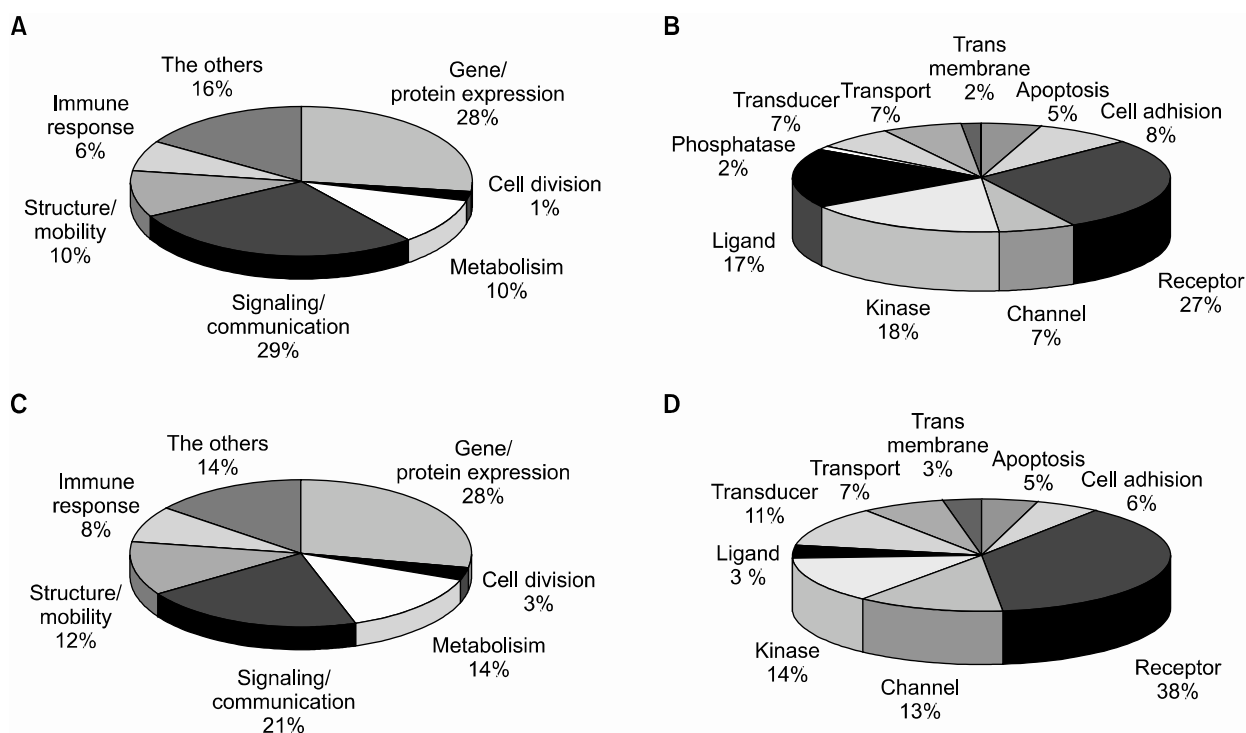 A
The others
16%
Gene/
protein expression
28%
Immune
response
6%
Cell division
1%
Structure/
mobility
10%
Metabolisim
10%
Signaling/
communication
29%
B
Trans
membrane
2%
Apoptosis
5%
Transport
7%
Transducer
7%
Cell adhision
8%
Phosphatase
2%
Ligand
17%
Receptor
27%
Kinase
18%
Channel
7%
C
The others
14%
Gene/
protein expression
28%
Immune
response
8%
Cell division
3%
Structure/
mobility
12%
Metabolisim
14%
Signaling/
communication
21%
D
Trans
membrane
3%
Apoptosis
5%
Transport
7%
Cell adhision
6%
Transducer
11%
Ligand
3 %
Kinase
14%
Receptor
38%
Channel
13%